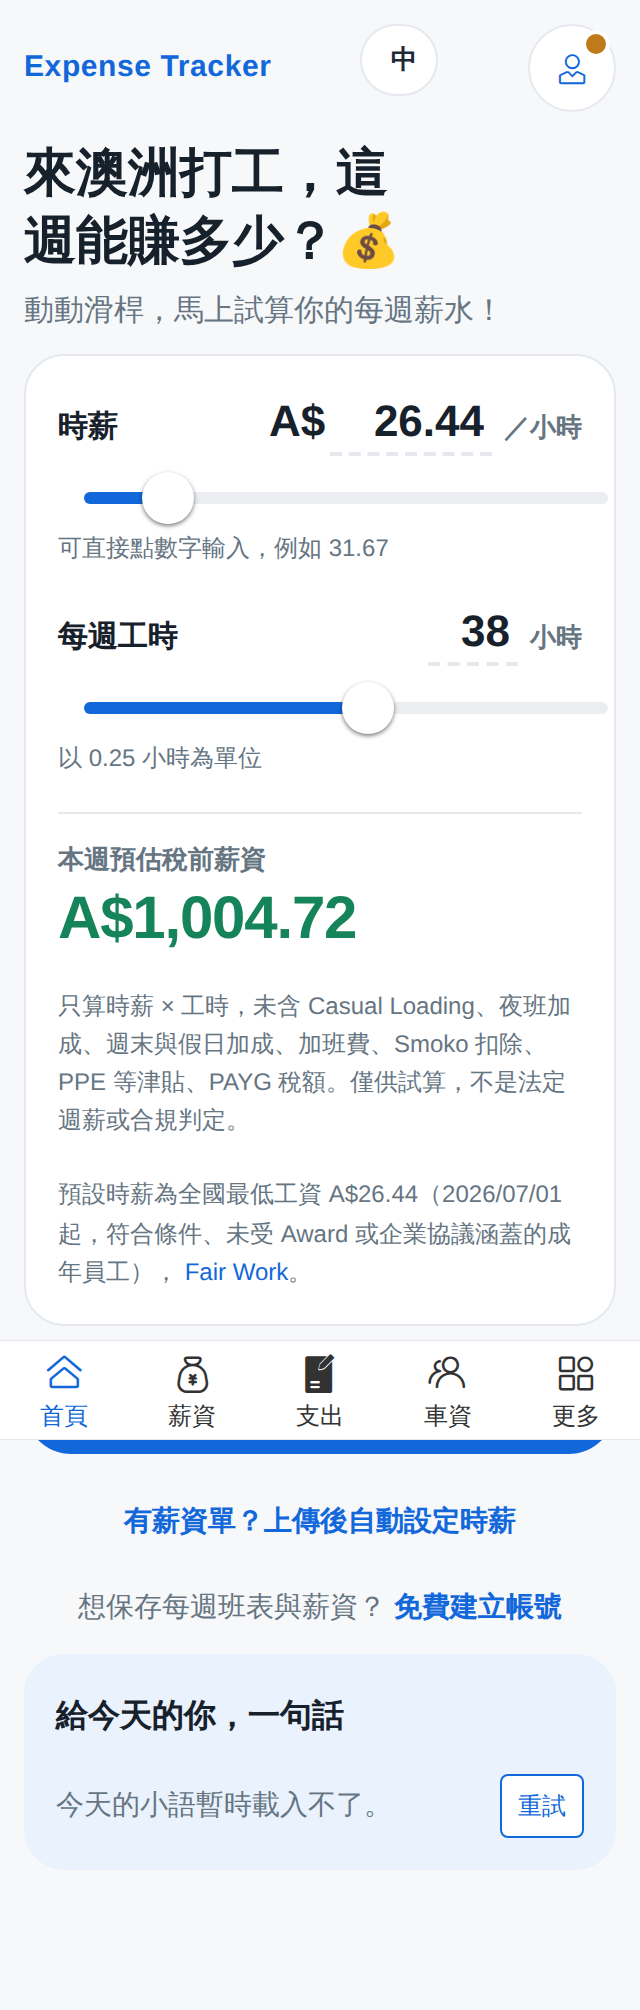 Expense Tracker
中
來澳洲打工，這
週能賺多少？💰
動動滑桿，馬上試算你的每週薪水！
時薪
A$ 26.44 ／小時
可直接點數字輸入，例如 31.67
每週工時
38 小時
以 0.25 小時為單位
本週預估稅前薪資
A$1,004.72
只算時薪 × 工時，未含 Casual Loading、夜班加
成、週末與假日加成、加班費、Smoko 扣除、
PPE 等津貼、PAYG 稅額。僅供試算，不是法定
週薪或合規判定。
預設時薪為全國最低工資 A$26.44（2026/07/01
起，符合條件、未受 Award 或企業協議涵蓋的成
年員工），Fair Work。
首頁
薪資
支出
車資
更多
有薪資單？上傳後自動設定時薪
想保存每週班表與薪資？ 免費建立帳號
給今天的你，一句話
今天的小語暫時載入不了。
重試